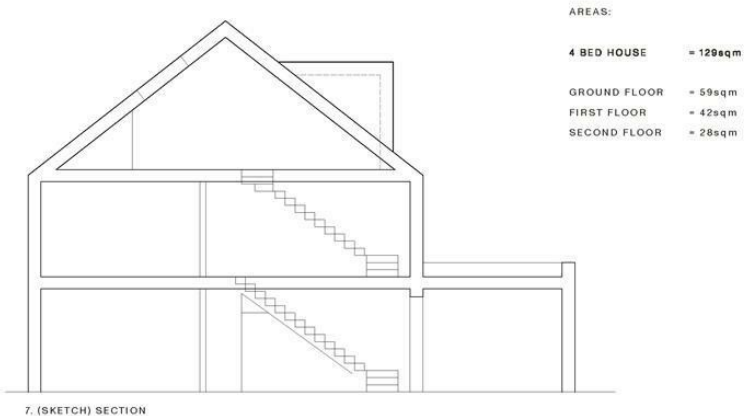 AREAS:
4 BED HOUSE = 129sqm
GROUND FLOOR = 59sqm
FIRST FLOOR = 42sqm
SECOND FLOOR = 28sqm
7. (SKETCH) SECTION